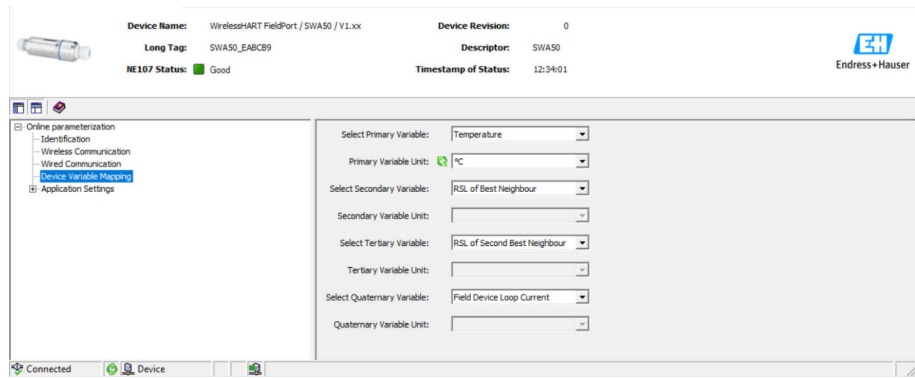 Device Name: WirelessHART FieldPort / SWA50 / V1.xx Device Revision: 0
Long Tag: SWA50_EABCB9 Descriptor: SWA50
NE107 Status: Good Timestamp of Status: 12:34:01
EH
Endress+Hauser
Online parameterization
Identification
Wireless Communication
Wired Communication
Device Variable Mapping
Application Settings
Select Primary Variable: Temperature
Primary Variable Unit: °C
Select Secondary Variable: RSL of Best Neighbour
Secondary Variable Unit:
Select Tertiary Variable: RSL of Second Best Neighbour
Tertiary Variable Unit:
Select Quaternary Variable: Field Device Loop Current
Quaternary Variable Unit:
Connected Device